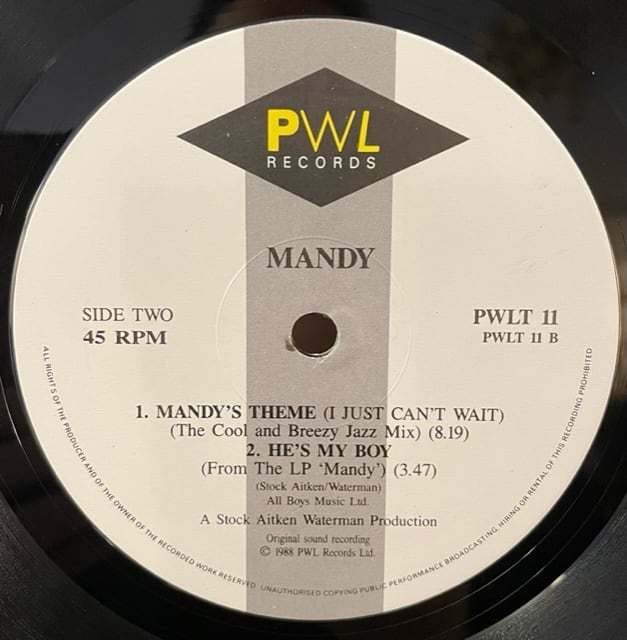 PWL
RECORDS
MANDY
SIDE TWO
45 RPM
PWLT 11
PWLT 11 B
1. MANDY'S THEME (I JUST CAN'T WAIT)
(The Cool and Breezy Jazz Mix) (8.19)
2. HE'S MY BOY
(From The LP 'Mandy') (3.47)
(Stock Aitken/Waterman)
All Boys Music Ltd.
A Stock Aitken Waterman Production
Original sound recording
© 1988 PWL Records Ltd.
ALL RIGHTS OF THE PRODUCER AND OF THE OWNER OF THE RECORDED WORK RESERVED UNAUTHORISED COPYING PUBLIC PERFORMANCE BROADCASTING, HIRING OR RENTAL OF THIS RECORDING PROHIBITED